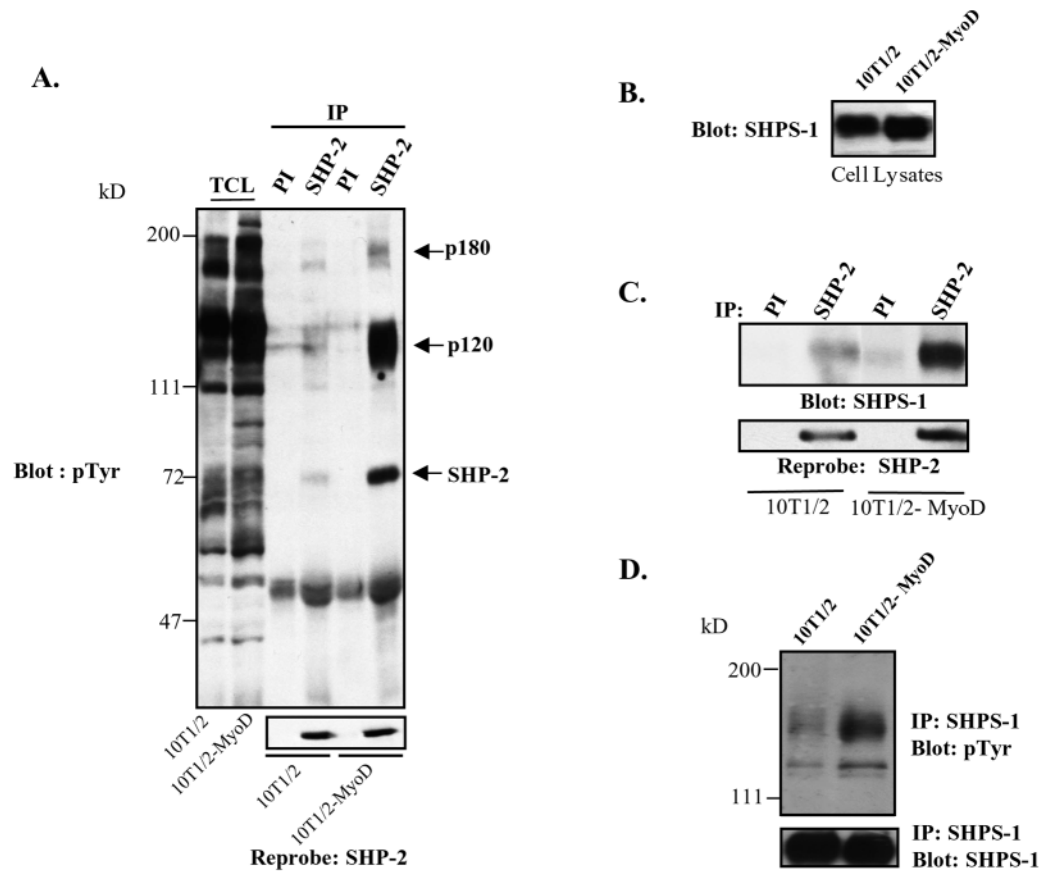 A.
IP
PI
SHP-2
PI
SHP-2
kD
TCL
200
p180
p120
111
Blot : pTyr
72
SHP-2
47
10T1/2
10T1/2-MyoD
10T1/2
10T1/2-MyoD
Reprobe: SHP-2
B.
10T1/2
10T1/2-MyoD
Blot: SHPS-1
Cell Lysates
C.
IP:
PI
SHP-2
PI
SHP-2
Blot: SHPS-1
Reprobe: SHP-2
10T1/2
10T1/2- MyoD
D.
10T1/2
10T1/2- MyoD
kD
200
IP: SHPS-1
Blot: pTyr
111
IP: SHPS-1
Blot: SHPS-1